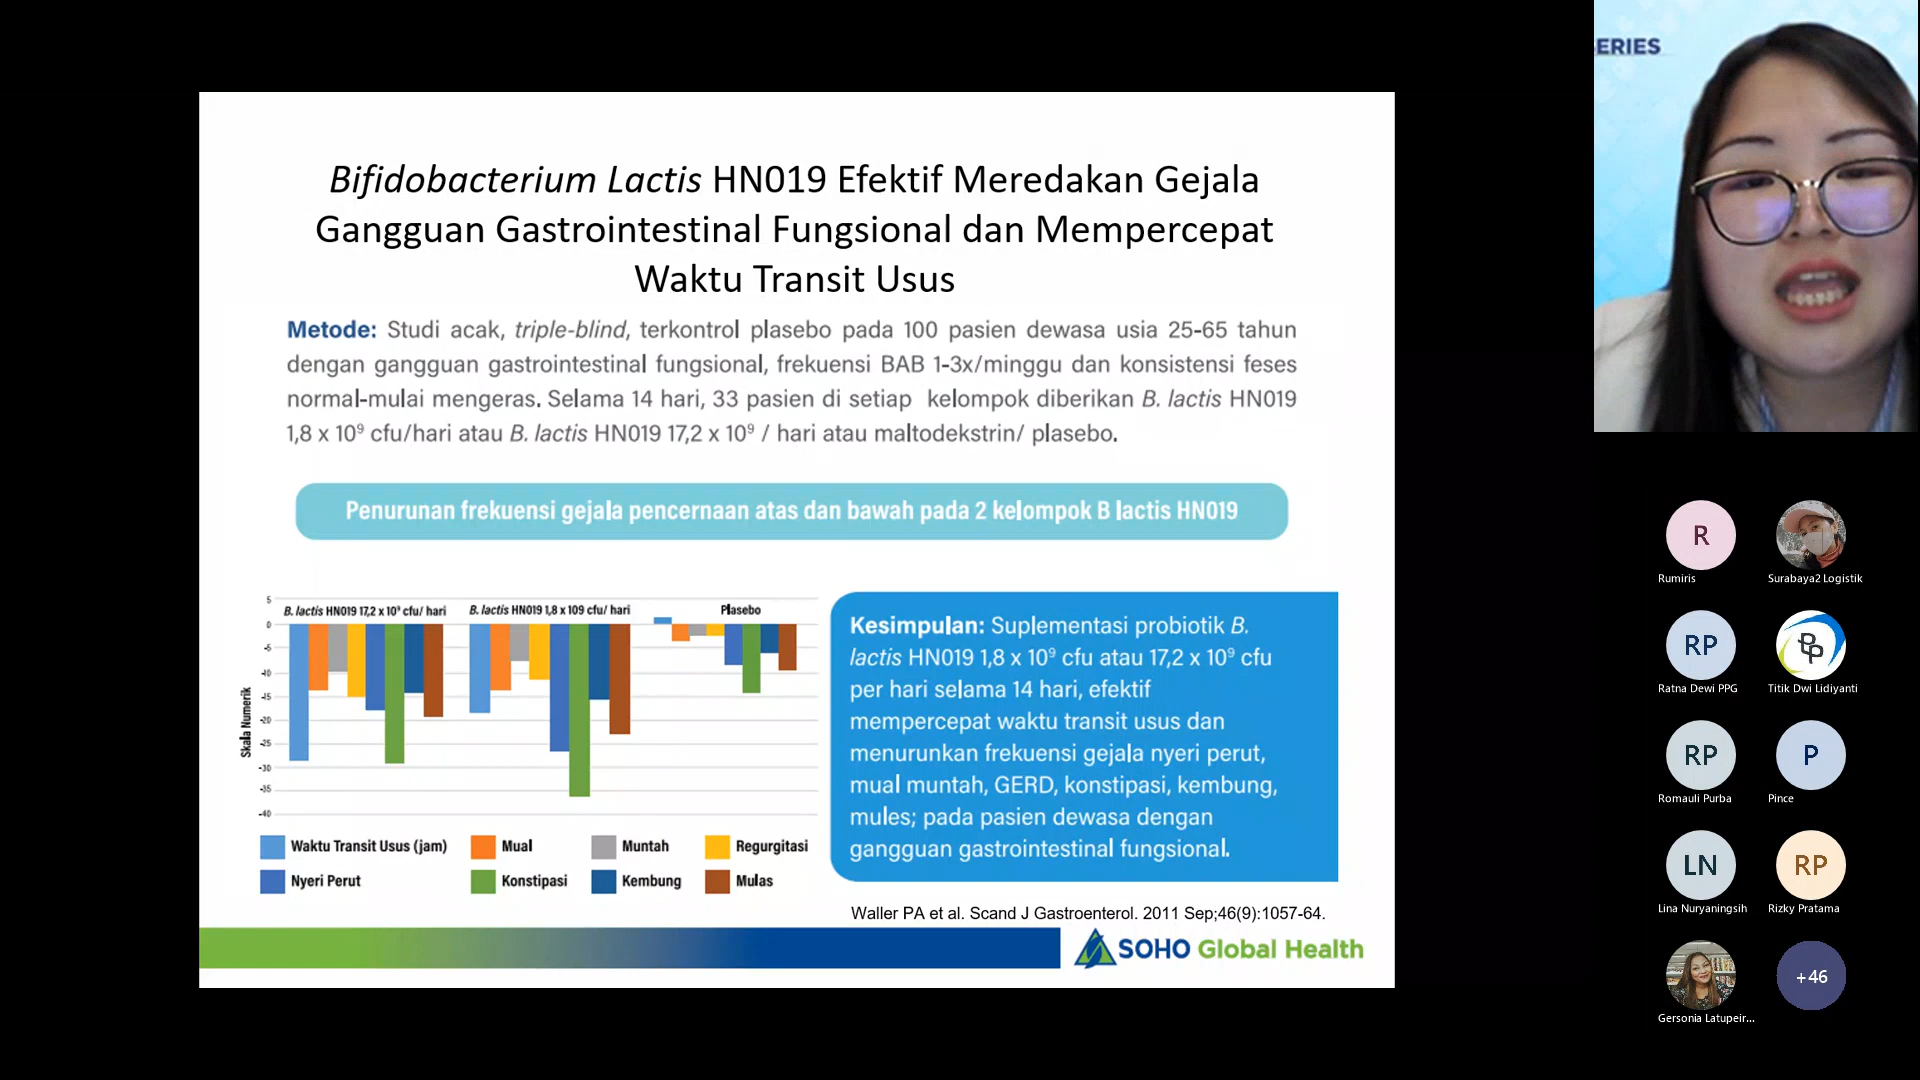 ERIES
Bifidobacterium Lactis HN019 Efektif Meredakan Gejala
Gangguan Gastrointestinal Fungsional dan Mempercepat
Waktu Transit Usus
Metode: Studi acak, triple-blind, terkontrol plasebo pada 100 pasien dewasa usia 25-65 tahun
dengan gangguan gastrointestinal fungsional, frekuensi BAB 1-3x/minggu dan konsistensi feses
normal-mulai mengeras. Selama 14 hari, 33 pasien di setiap kelompok diberikan B. lactis HN019
1,8 x 10⁹ cfu/hari atau B. lactis HN019 17,2 x 10⁹ / hari atau maltodekstrin/ plasebo.
Penurunan frekuensi gejala pencernaan atas dan bawah pada 2 kelompok B lactis HN019
B. lactis HN019 17,2 x 10⁹ cfu/ hari
B. lactis HN019 1,8 x 109 cfu/ hari
Plasebo
Skala Numerik
5
0
-5
-10
-15
-20
-25
-30
-35
-40
Waktu Transit Usus (jam)
Mual
Muntah
Regurgitasi
Nyeri Perut
Konstipasi
Kembung
Mulas
Kesimpulan: Suplementasi probiotik B.
lactis HN019 1,8 x 10⁹ cfu atau 17,2 x 10⁹ cfu
per hari selama 14 hari, efektif
mempercepat waktu transit usus dan
menurunkan frekuensi gejala nyeri perut,
mual muntah, GERD, konstipasi, kembung,
mules; pada pasien dewasa dengan
gangguan gastrointestinal fungsional.
Waller PA et al. Scand J Gastroenterol. 2011 Sep;46(9):1057-64.
SOHO Global Health
R
Rumiris
Surabaya2 Logistik
RP
Ratna Dewi PPG
Titik Dwi Lidiyanti
RP
Romauli Purba
P
Pince
LN
Lina Nuryaningsih
RP
Rizky Pratama
Gersonia Latupeir...
+46